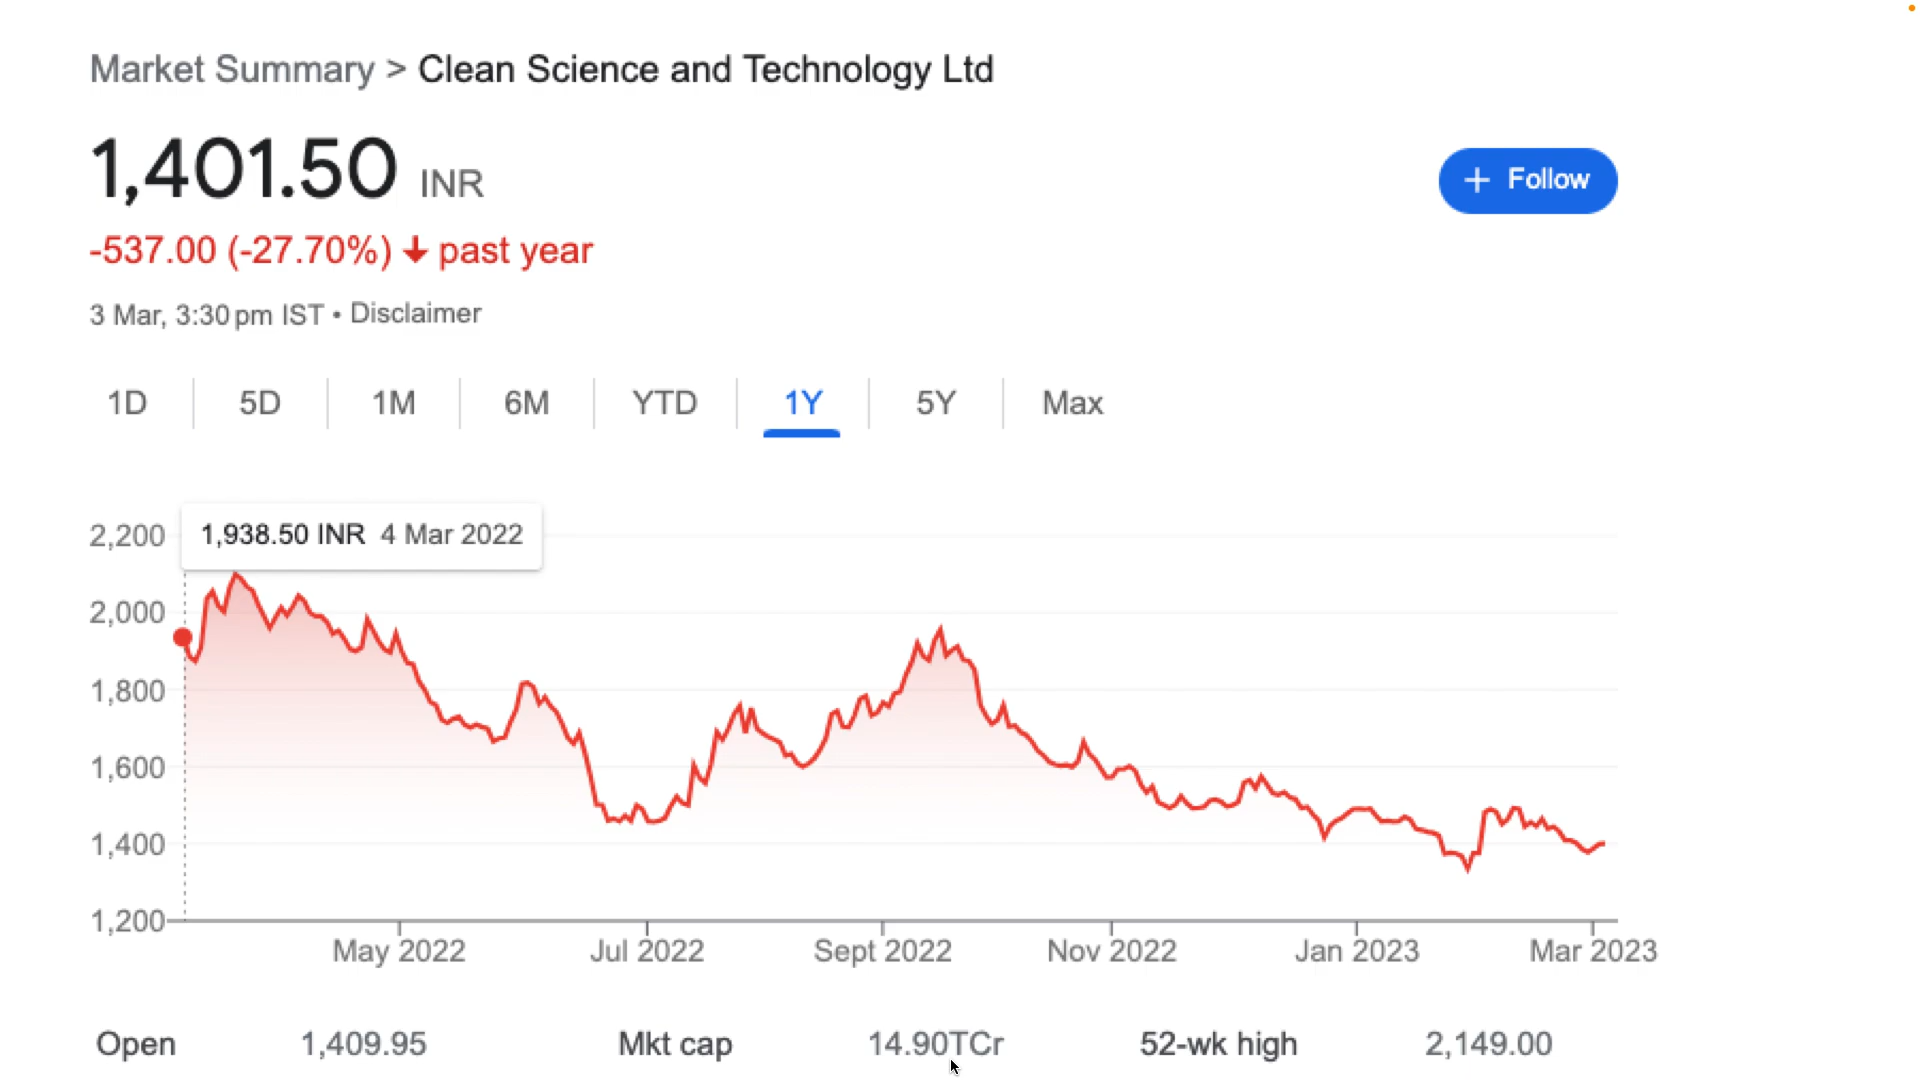 Market Summary > Clean Science and Technology Ltd
1,401.50 INR
+ Follow
-537.00 (-27.70%) ↓ past year
3 Mar, 3:30 pm IST • Disclaimer
1D 5D 1M 6M YTD 1Y 5Y Max
1,938.50 INR 4 Mar 2022
2,200
2,000
1,800
1,600
1,400
1,200
May 2022 Jul 2022 Sept 2022 Nov 2022 Jan 2023 Mar 2023
Open 1,409.95 Mkt cap 14.90TCr 52-wk high 2,149.00